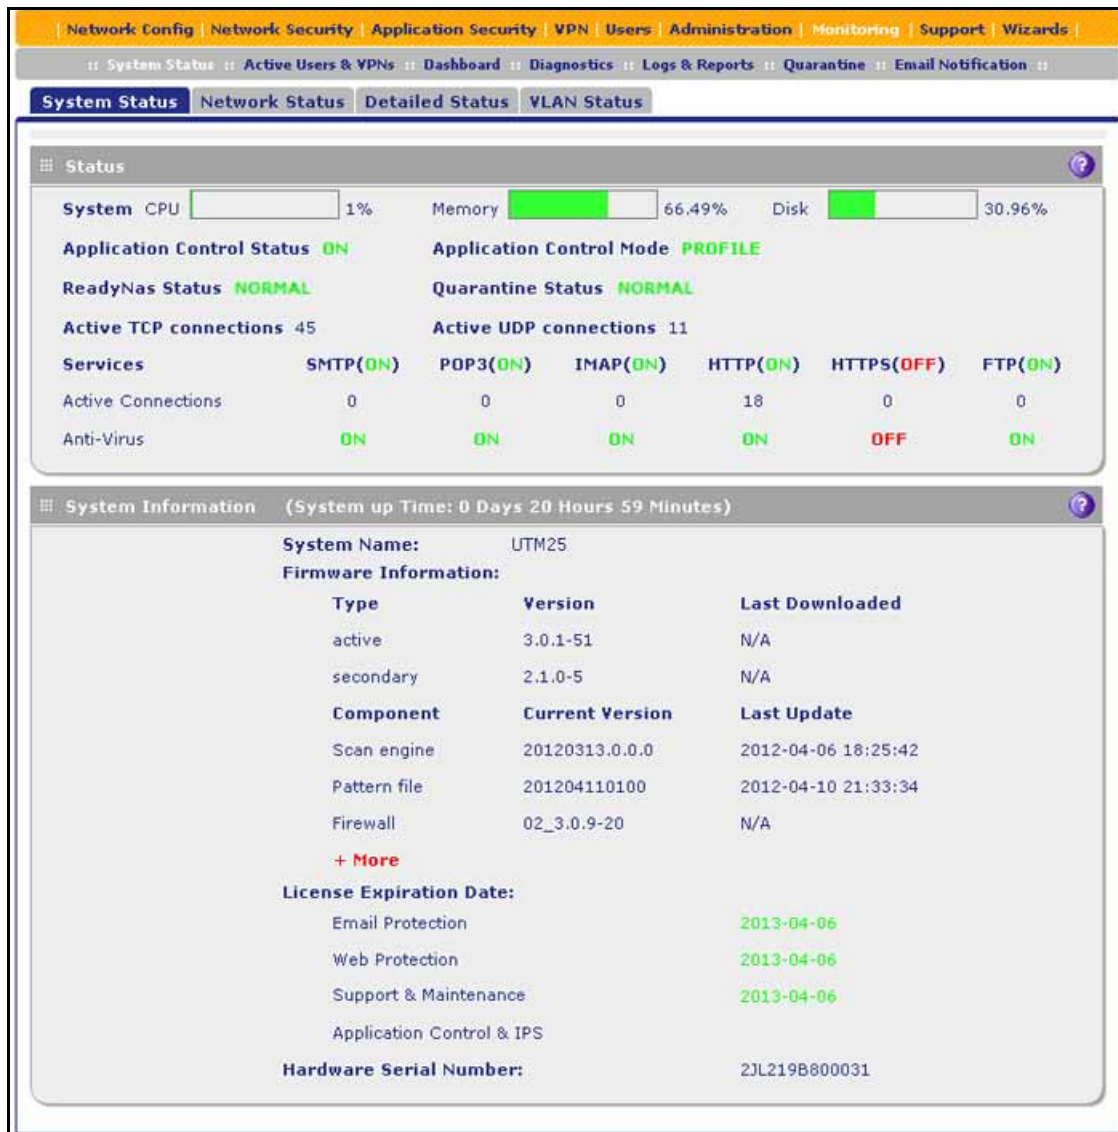 | Network Config | Network Security | Application Security | VPN | Users | Administration | Monitoring | Support | Wizards |
:: System Status :: Active Users & VPNs :: Dashboard :: Diagnostics :: Logs & Reports :: Quarantine :: Email Notification ::
System Status Network Status Detailed Status VLAN Status
Status ?
System CPU 1% Memory 66.49% Disk 30.96%
Application Control Status ON Application Control Mode PROFILE
ReadyNas Status NORMAL Quarantine Status NORMAL
Active TCP connections 45 Active UDP connections 11
Services SMTP(ON) POP3(ON) IMAP(ON) HTTP(ON) HTTPS(OFF) FTP(ON)
Active Connections 0 0 0 18 0 0
Anti-Virus ON ON ON ON OFF ON
System Information (System up Time: 0 Days 20 Hours 59 Minutes) ?
System Name: UTM25
Firmware Information:
Type Version Last Downloaded
active 3.0.1-51 N/A
secondary 2.1.0-5 N/A
Component Current Version Last Update
Scan engine 20120313.0.0.0 2012-04-06 18:25:42
Pattern file 201204110100 2012-04-10 21:33:34
Firewall 02_3.0.9-20 N/A
+ More
License Expiration Date:
Email Protection 2013-04-06
Web Protection 2013-04-06
Support & Maintenance 2013-04-06
Application Control & IPS
Hardware Serial Number: 2JL219B800031